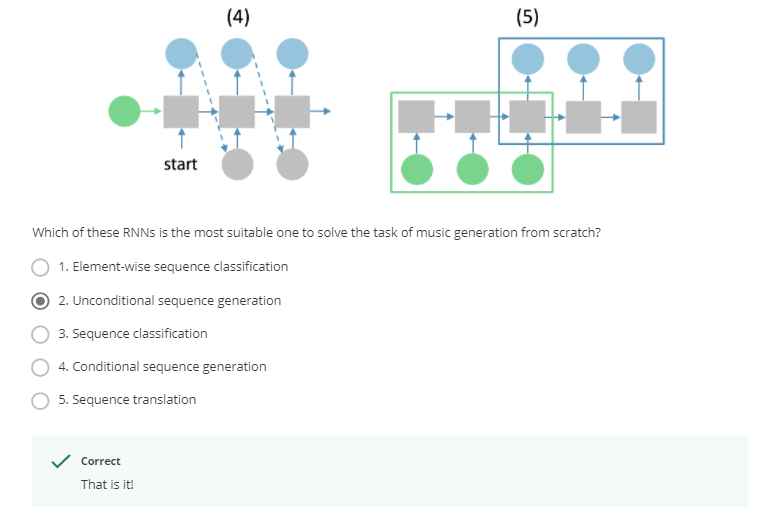 (4) (5)
start
Which of these RNNs is the most suitable one to solve the task of music generation from scratch?
1. Element-wise sequence classification
2. Unconditional sequence generation
3. Sequence classification
4. Conditional sequence generation
5. Sequence translation
Correct
That is it!